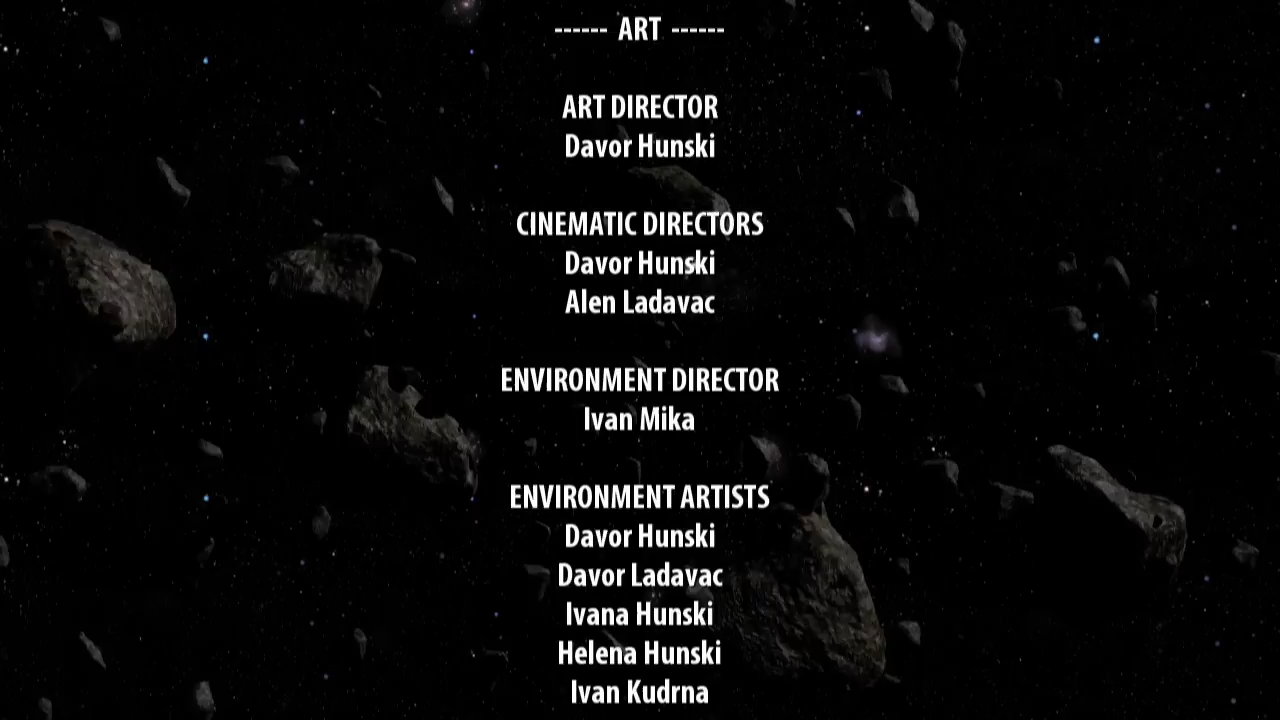 ------ ART ------
ART DIRECTOR
Davor Hunski
CINEMATIC DIRECTORS
Davor Hunski
Alen Ladavac
ENVIRONMENT DIRECTOR
Ivan Mika
ENVIRONMENT ARTISTS
Davor Hunski
Davor Ladavac
Ivana Hunski
Helena Hunski
Ivan Kudrna